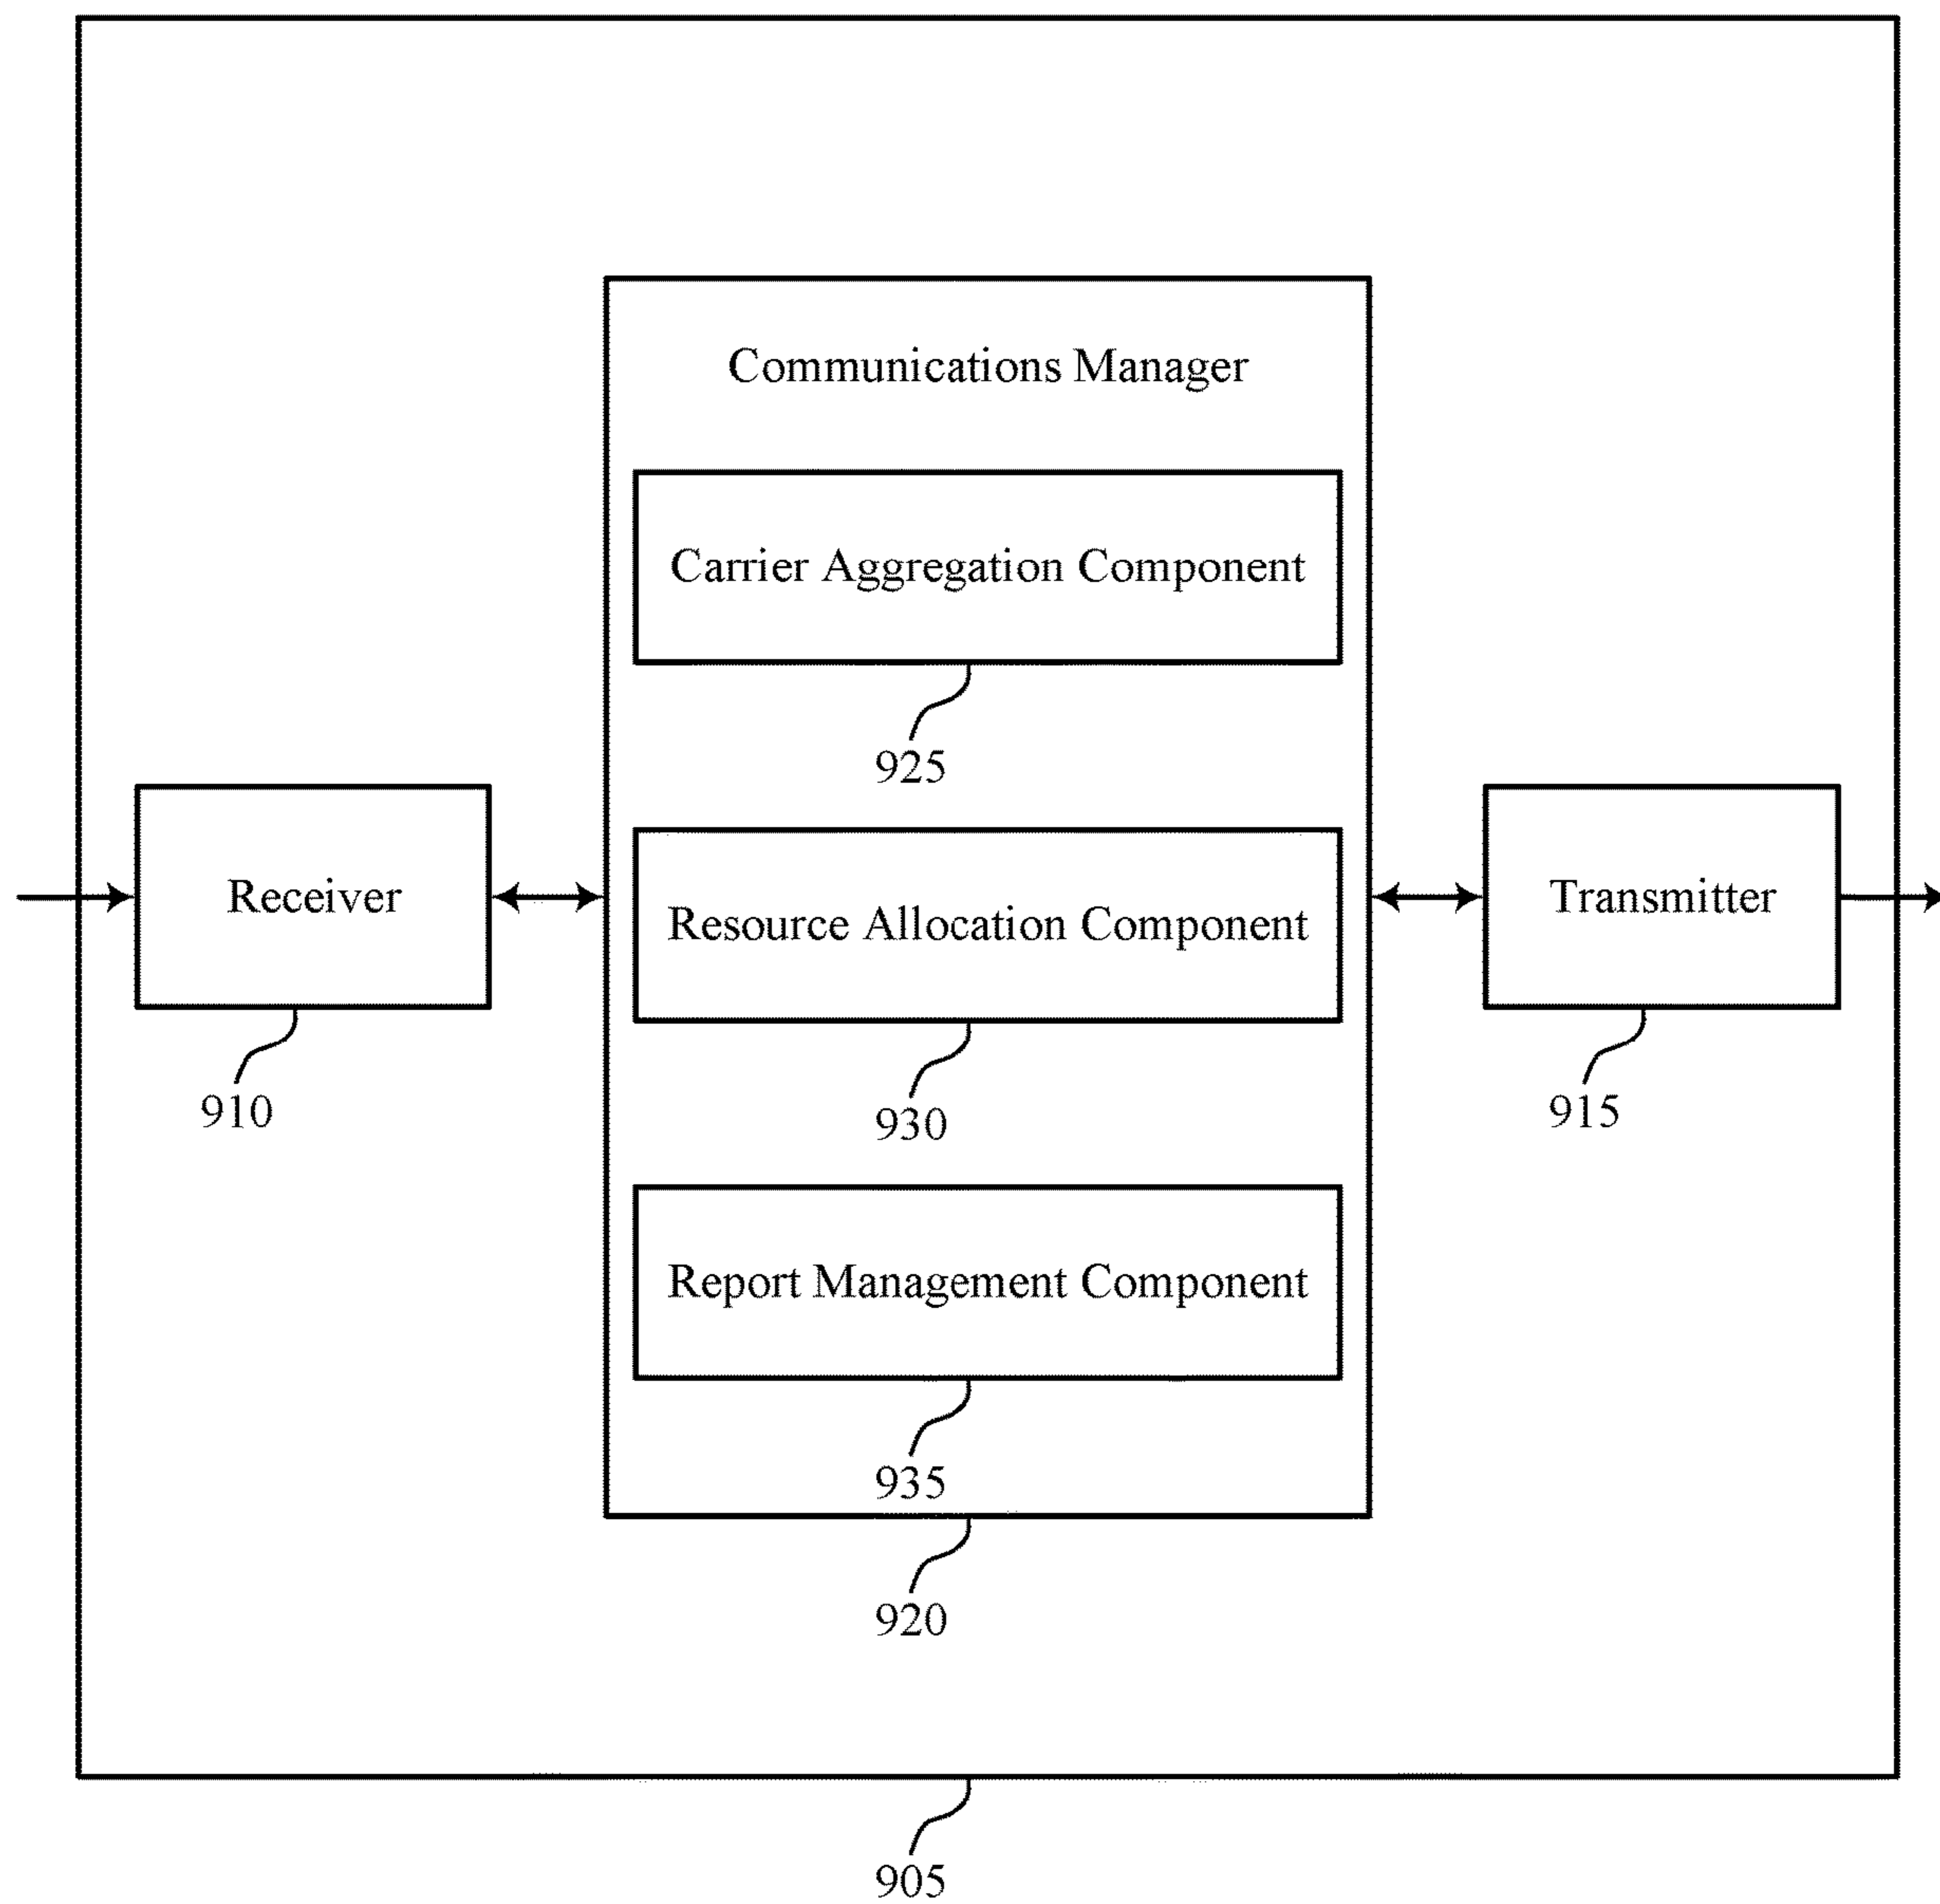 Communications Manager
Carrier Aggregation Component
925
Receiver
910
Resource Allocation Component
930
Transmitter
915
Report Management Component
935
920
905